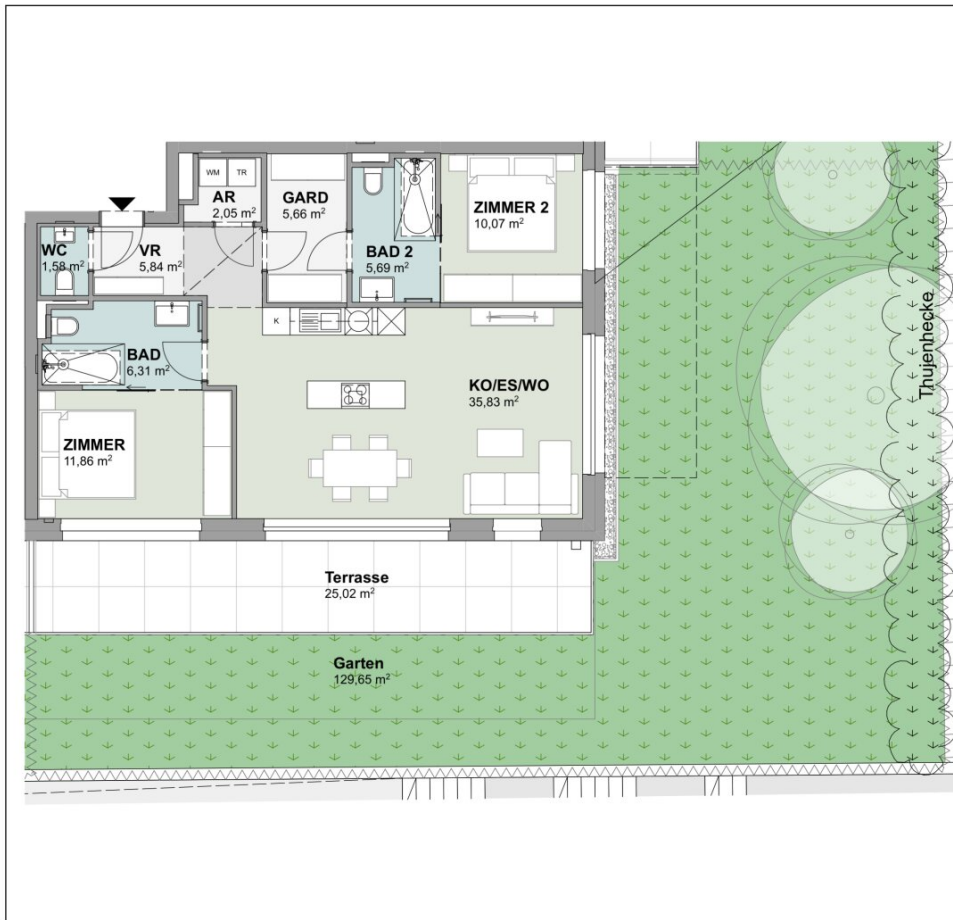 WM
TR
AR
2,05 m²
GARD
5,66 m²
ZIMMER 2
10,07 m²
WC
1,58 m²
VR
5,84 m²
BAD 2
5,69 m²
K
BAD
6,31 m²
KO/ES/WO
35,83 m²
ZIMMER
11,86 m²
Thujenhecke
Terrasse
25,02 m²
Garten
129,65 m²